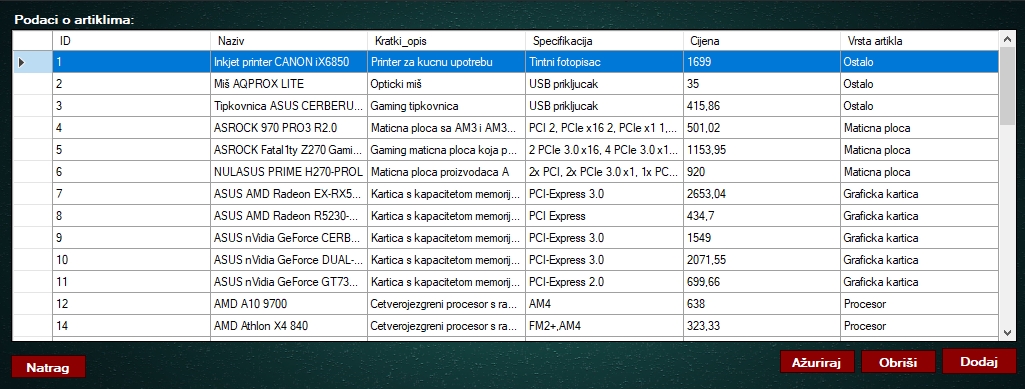 Podaci o artiklima:
ID Naziv Kratki_opis Specifikacija Cijena Vrsta artikla
1 Inkjet printer CANON iX6850 Printer za kucnu upotrebu Tintni fotopisac 1699 Ostalo
2 Miš AQPROX LITE Opticki miš USB prikljucak 35 Ostalo
3 Tipkovnica ASUS CERBERU... Gaming tipkovnica USB prikljucak 415,86 Ostalo
4 ASROCK 970 PRO3 R2.0 Maticna ploca sa AM3 i AM3... PCI 2, PCIe x16 2, PCIe x1 1,... 501,02 Maticna ploca
5 ASROCK Fatal1ty Z270 Gami... Gaming maticna ploca koja p... 2 PCIe 3.0 x16, 4 PCIe 3.0 x1... 1153,95 Maticna ploca
6 NULASUS PRIME H270-PROL Maticna ploca proizvodaca A 2x PCI, 2x PCIe 3.0 x1, 1x PC... 920 Maticna ploca
7 ASUS AMD Radeon EX-RX5... Kartica s kapacitetom memorij... PCI-Express 3.0 2653,04 Graficka kartica
8 ASUS AMD Radeon R5230-... Kartica s kapacitetom memorij... PCI Express 434,7 Graficka kartica
9 ASUS nVidia GeForce CERB... Kartica s kapacitetom memorij... PCI-Express 3.0 1549 Graficka kartica
10 ASUS nVidia GeForce DUAL-... Kartica s kapacitetom memorij... PCI-Express 3.0 2071,55 Graficka kartica
11 ASUS nVidia GeForce GT73... Kartica s kapacitetom memorij... PCI-Express 2.0 699,66 Graficka kartica
12 AMD A10 9700 Cetverojezgreni procesor s ra... AM4 638 Procesor
14 AMD Athlon X4 840 Cetverojezgreni procesor s ra... FM2+,AM4 323,33 Procesor
Natrag Ažuriraj Obriši Dodaj